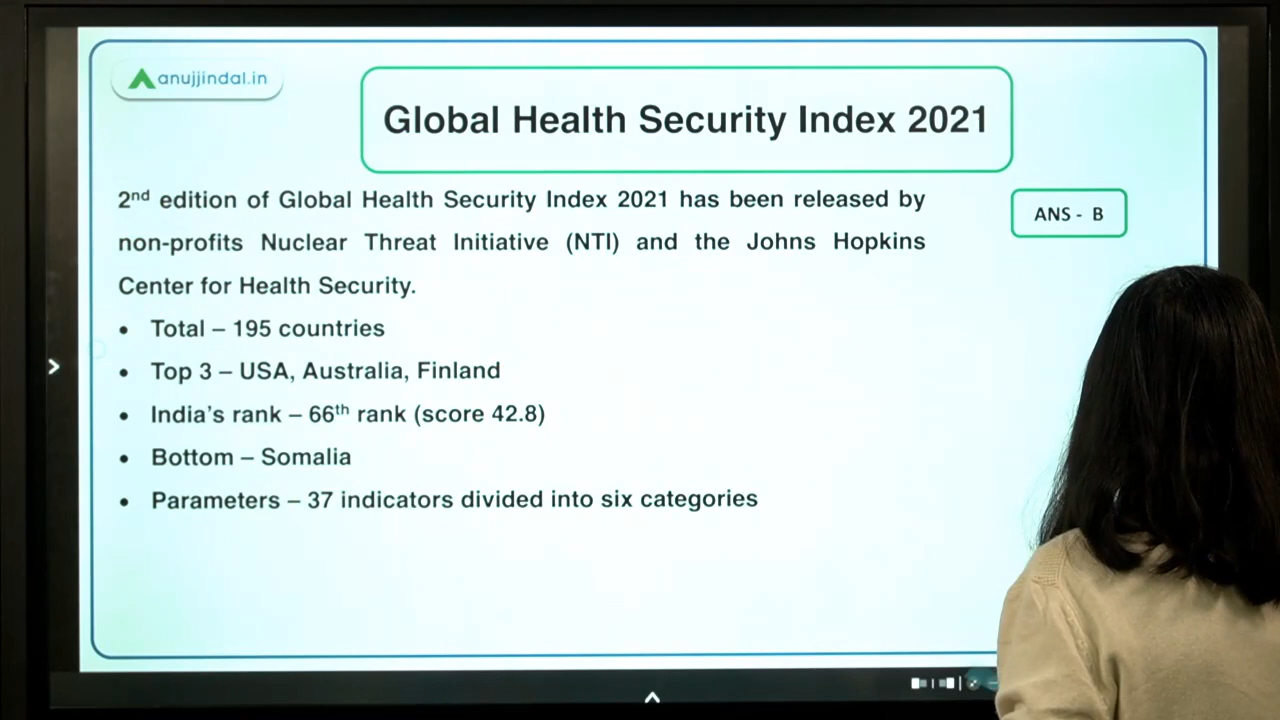 anujjindal.in
Global Health Security Index 2021
2nd edition of Global Health Security Index 2021 has been released by
non-profits Nuclear Threat Initiative (NTI) and the Johns Hopkins
Center for Health Security.
ANS - B
• Total – 195 countries
• Top 3 – USA, Australia, Finland
• India's rank – 66th rank (score 42.8)
• Bottom – Somalia
• Parameters – 37 indicators divided into six categories